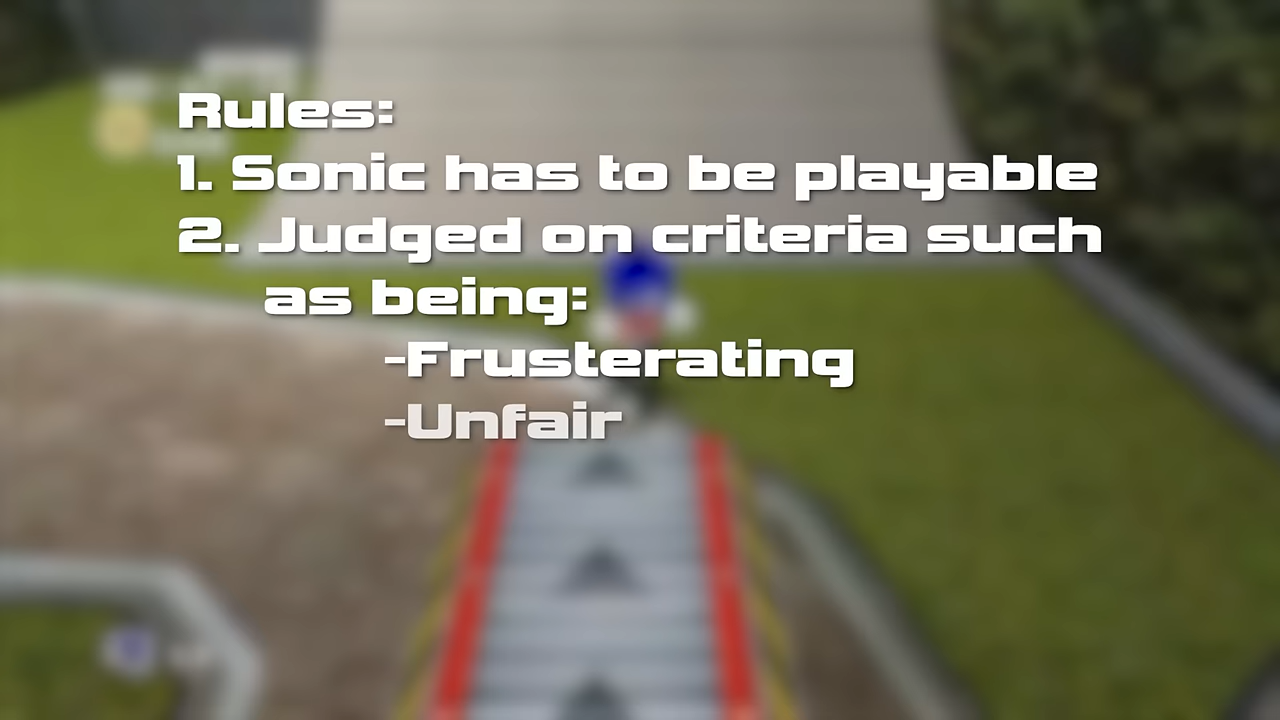 Rules:
1. Sonic has to be playable
2. Judged on criteria such
as being:
-Frusterating
-Unfair